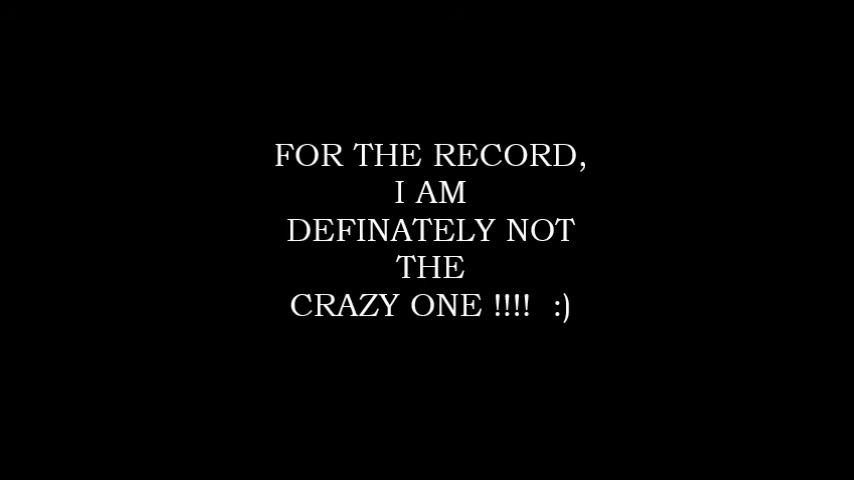 FOR THE RECORD,
I AM
DEFINATELY NOT
THE
CRAZY ONE !!!!  :)